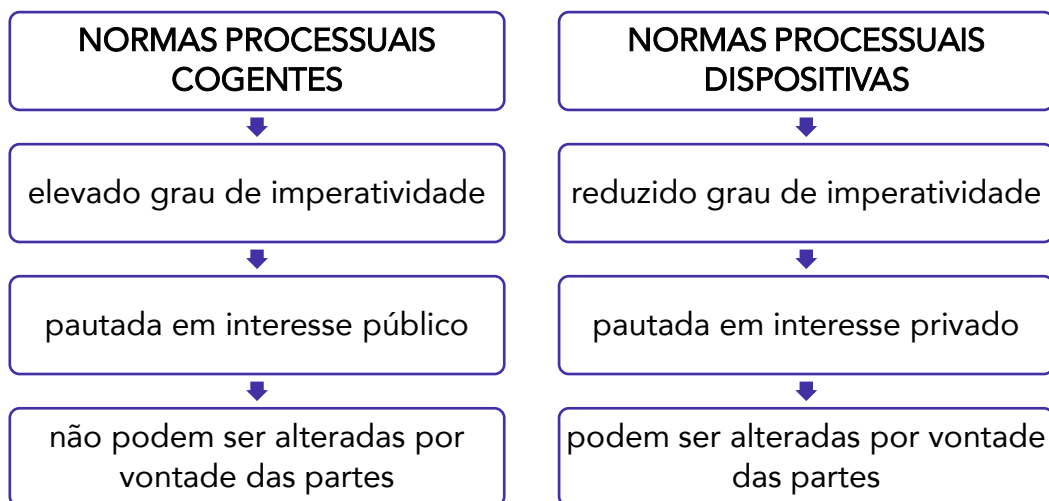 NORMAS PROCESSUAIS
COGENTES
elevado grau de imperatividade
pautada em interesse público
não podem ser alteradas por
vontade das partes
NORMAS PROCESSUAIS
DISPOSITIVAS
reduzido grau de imperatividade
pautada em interesse privado
podem ser alteradas por vontade
das partes